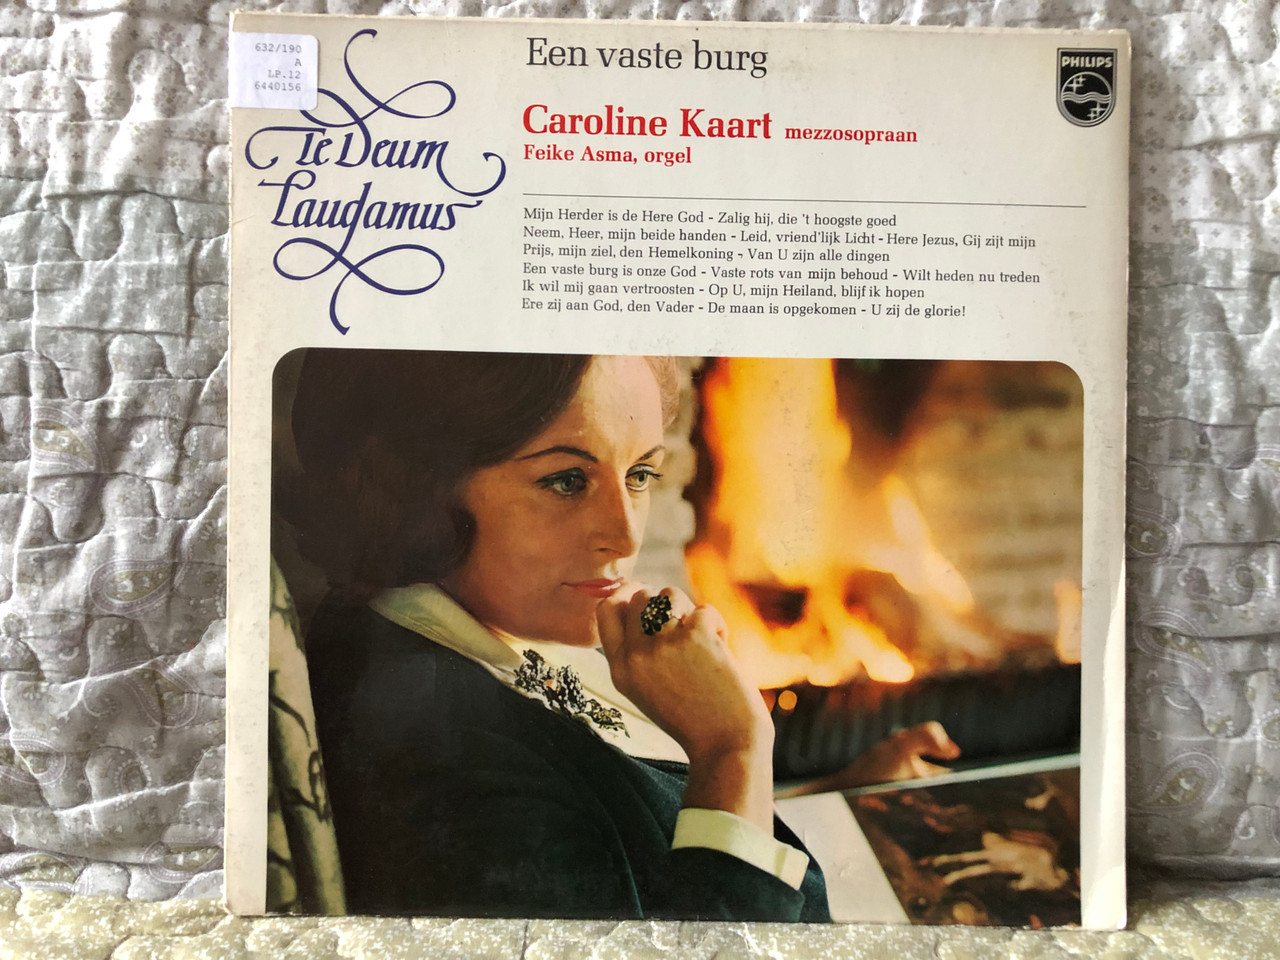 632/190
A
LP.12
6440156
Te Deum
Laudamus
Een vaste burg
PHILIPS
Caroline Kaart mezzosopraan
Feike Asma, orgel
Mijn Herder is de Here God - Zalig hij, die 't hoogste goed
Neem, Heer, mijn beide handen - Leid, vriend'lijk Licht - Here Jezus, Gij zijt mijn
Prijs, mijn ziel, den Hemelkoning - Van U zijn alle dingen
Een vaste burg is onze God - Vaste rots van mijn behoud - Wilt heden nu treden
Ik wil mij gaan vertroosten - Op U, mijn Heiland, blijf ik hopen
Ere zij aan God, den Vader - De maan is opgekomen - U zij de glorie!